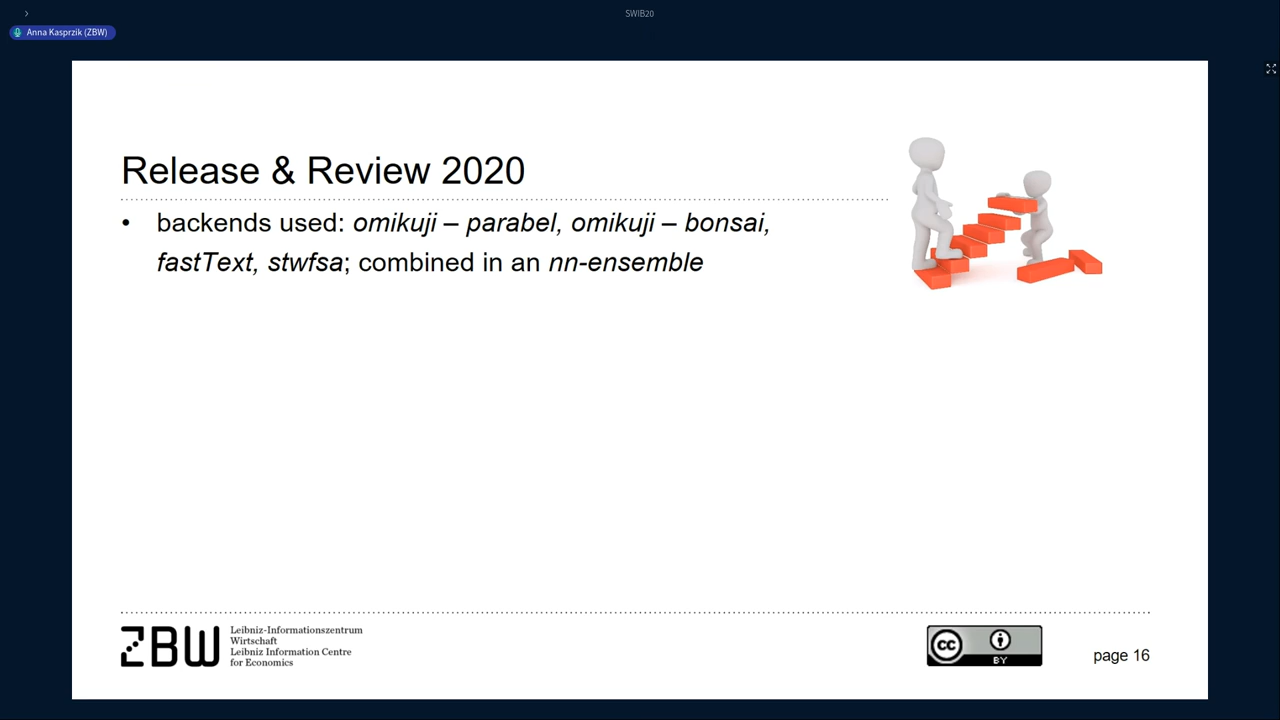 SWIB20
Anna Kasprzik (ZBW)
Release & Review 2020
• backends used: omikuji – parabel, omikuji – bonsai,
fastText, stwfsa; combined in an nn-ensemble
ZBW
Leibniz-Informationszentrum
Wirtschaft
Leibniz Information Centre
for Economics
cc
BY
page 16